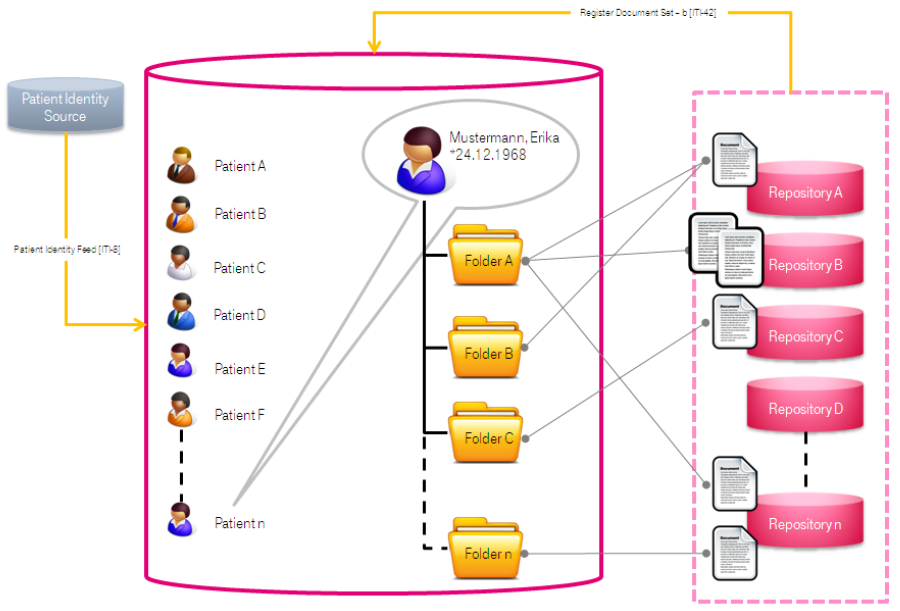 Register Document Set – b [ITI-42]
Patient Identity
Source
Patient Identity Feed [ITI-8]
Patient A
Patient B
Patient C
Patient D
Patient E
Patient F
Patient n
Mustermann, Erika
*24.12.1968
Folder A
Folder B
Folder C
Folder n
Document
Repository A
Repository B
Document
Repository C
Repository D
Document
Repository n
Document